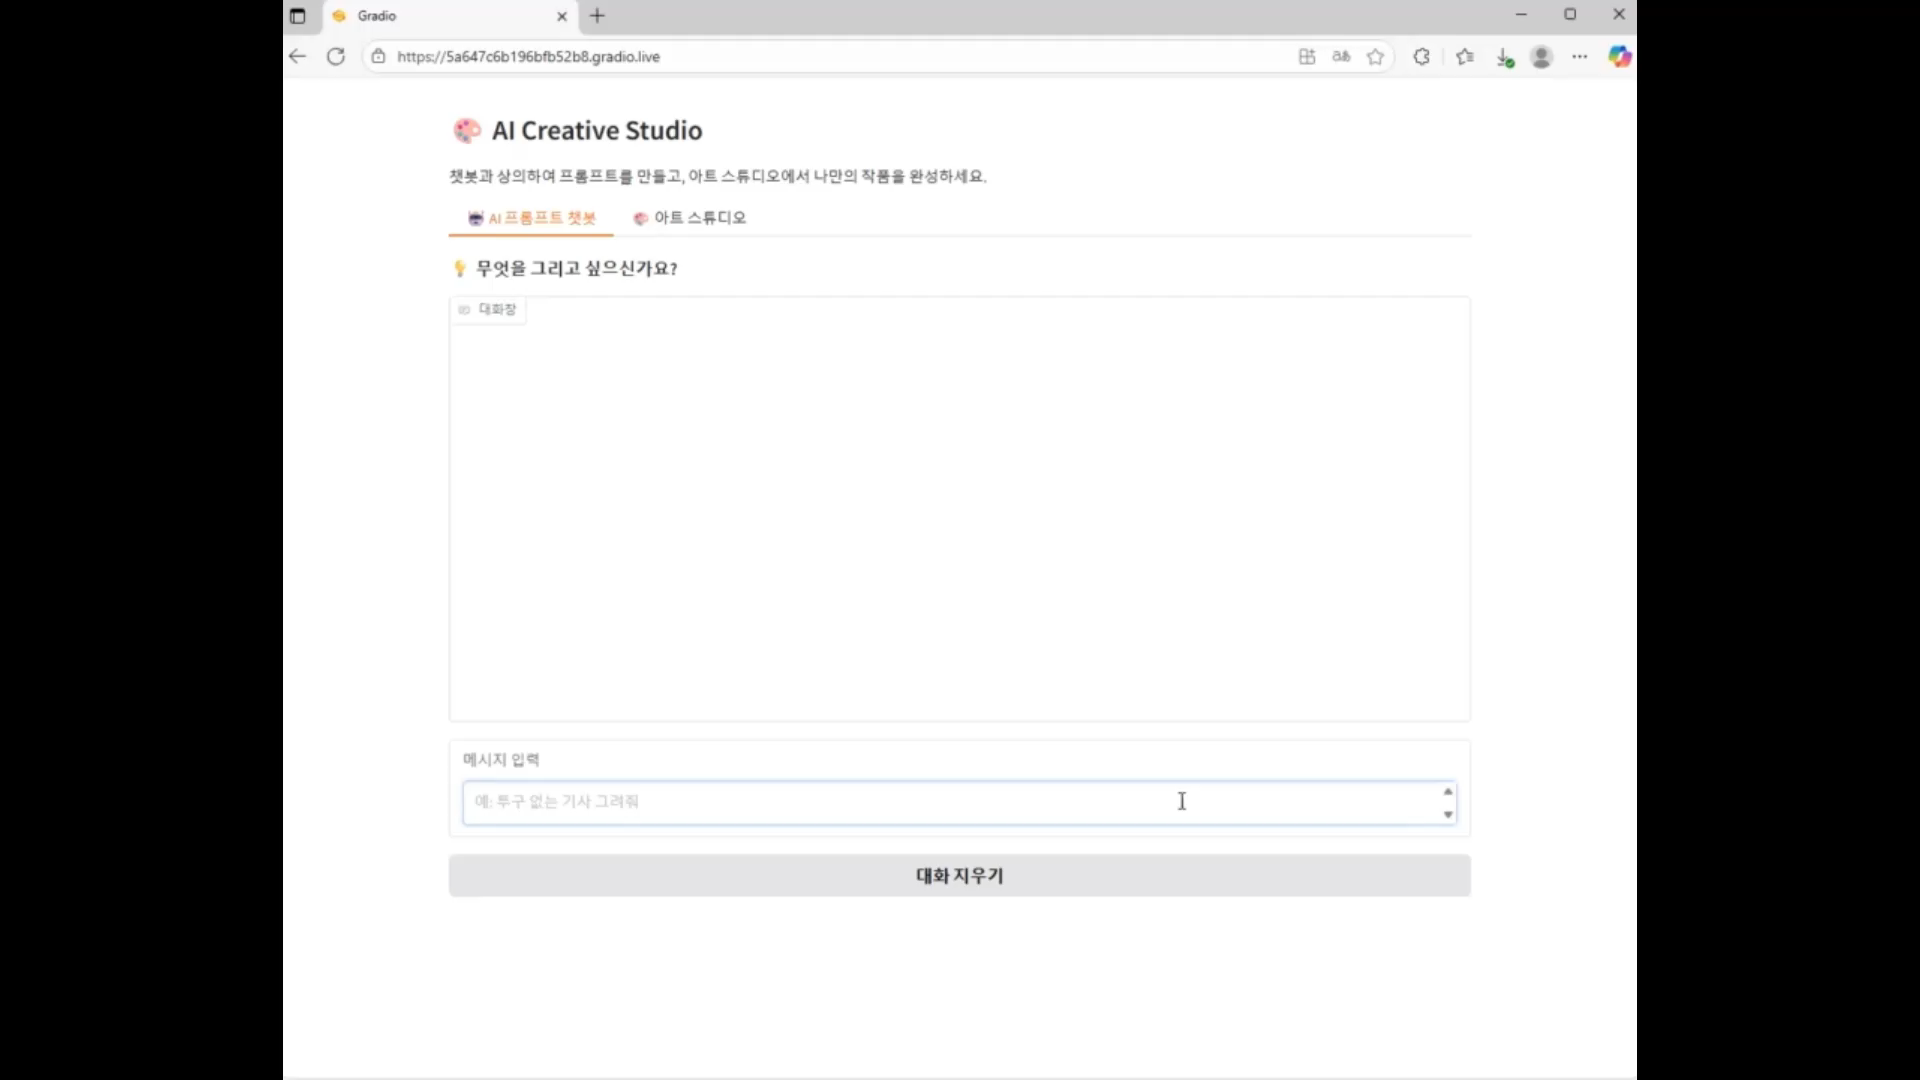 Gradio
https://5a647c6b196bfb52b8.gradio.live
AI Creative Studio
챗봇과 상의하여 프롬프트를 만들고, 아트 스튜디오에서 나만의 작품을 완성하세요.
AI 프롬프트 챗봇
아트 스튜디오
무엇을 그리고 싶으신가요?
대화창
메시지 입력
예: 투구 없는 기사 그려줘
대화 지우기